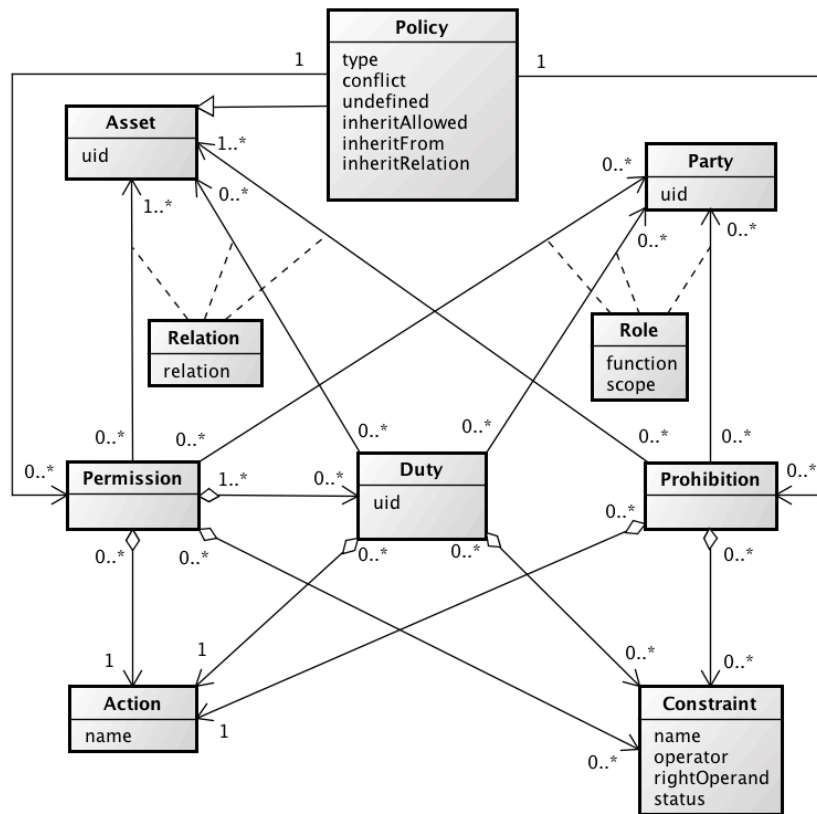 Policy
type
conflict
undefined
inheritAllowed
inheritFrom
inheritRelation
1
1
Asset
uid
1..*
0..*
1..*
Party
uid
0..*
0..*
0..*
Relation
relation
Role
function
scope
0..*
0..*
0..*
0..*
0..*
0..*
0..*
0..*
Permission
1..*
0..*
Duty
uid
Prohibition
0..*
0..*
0..*
0..*
0..*
0..*
0..*
1
1
1
0..*
0..*
0..*
Action
name
Constraint
name
operator
rightOperand
status